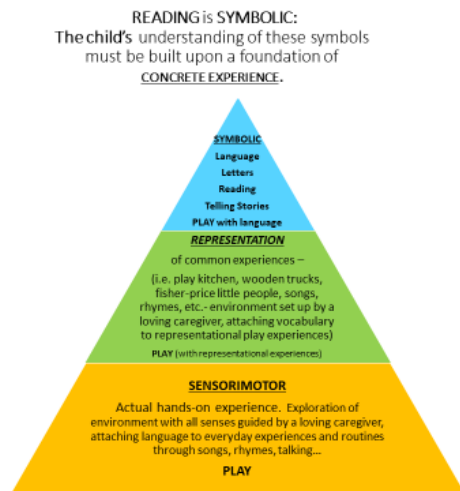 READING is SYMBOLIC:
The child's understanding of these symbols
must be built upon a foundation of
CONCRETE EXPERIENCE.
SYMBOLIC
Language
Letters
Reading
Telling Stories
PLAY with language
REPRESENTATION
of common experiences –
(i.e. play kitchen, wooden trucks,
fisher-price little people, songs,
rhymes, etc.- environment set up by a
loving caregiver, attaching vocabulary
to representational play experiences)
PLAY (with representational experiences)
SENSORIMOTOR
Actual hands-on experience. Exploration of
environment with all senses guided by a loving caregiver,
attaching language to everyday experiences and routines
through songs, rhymes, talking...
PLAY